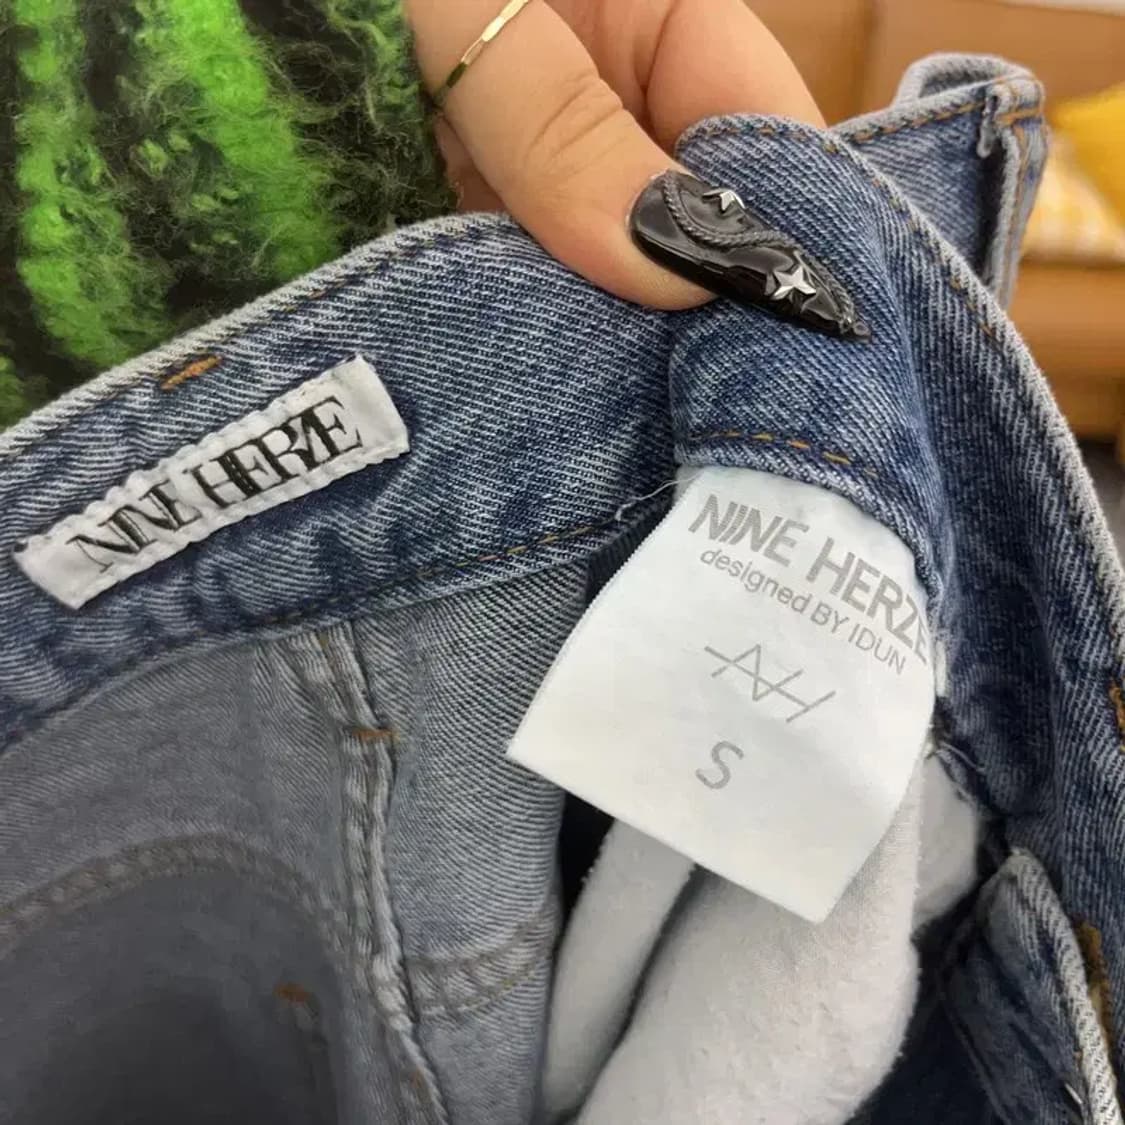 NINE HERZE
NINE HERZE
designed BY IDUN
S